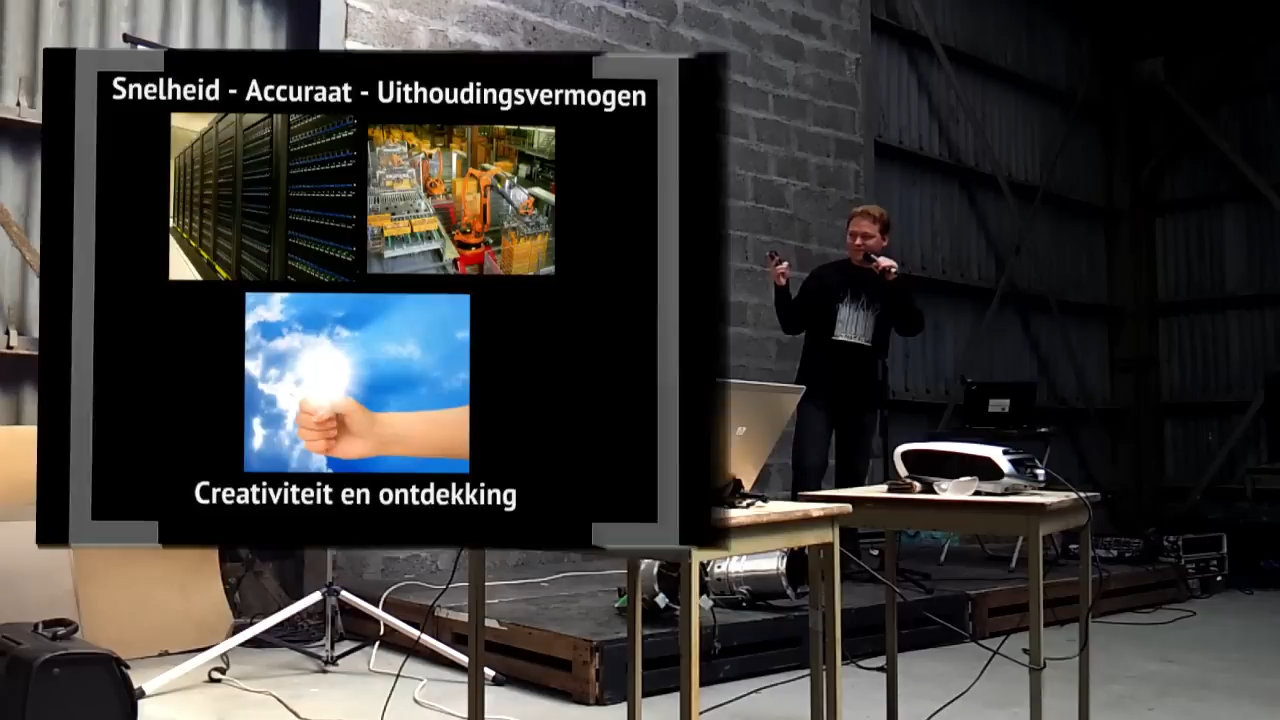 Snelheid - Accuraat - Uithoudingsvermogen
Creativiteit en ontdekking